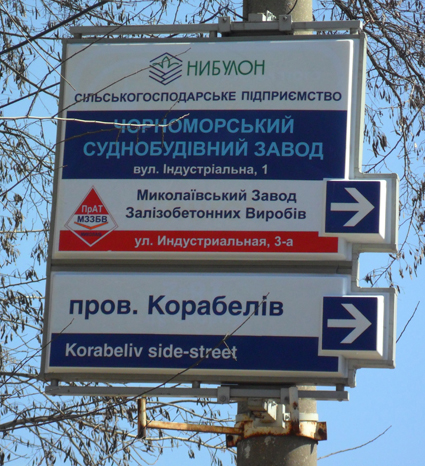 НИБУЛОН
СІЛЬСЬКОГОСПОДАРСЬКЕ ПІДПРИЄМСТВО
ЧОРНОМОРСЬКИЙ
СУДНОБУДІВНИЙ ЗАВОД
вул. Індустріальна, 1
ПрАТ
МЗЗБВ
Миколаївський Завод
Залізобетонних Виробів
ул. Индустриальная, 3-а
пров. Корабелів
Korabeliv side-street